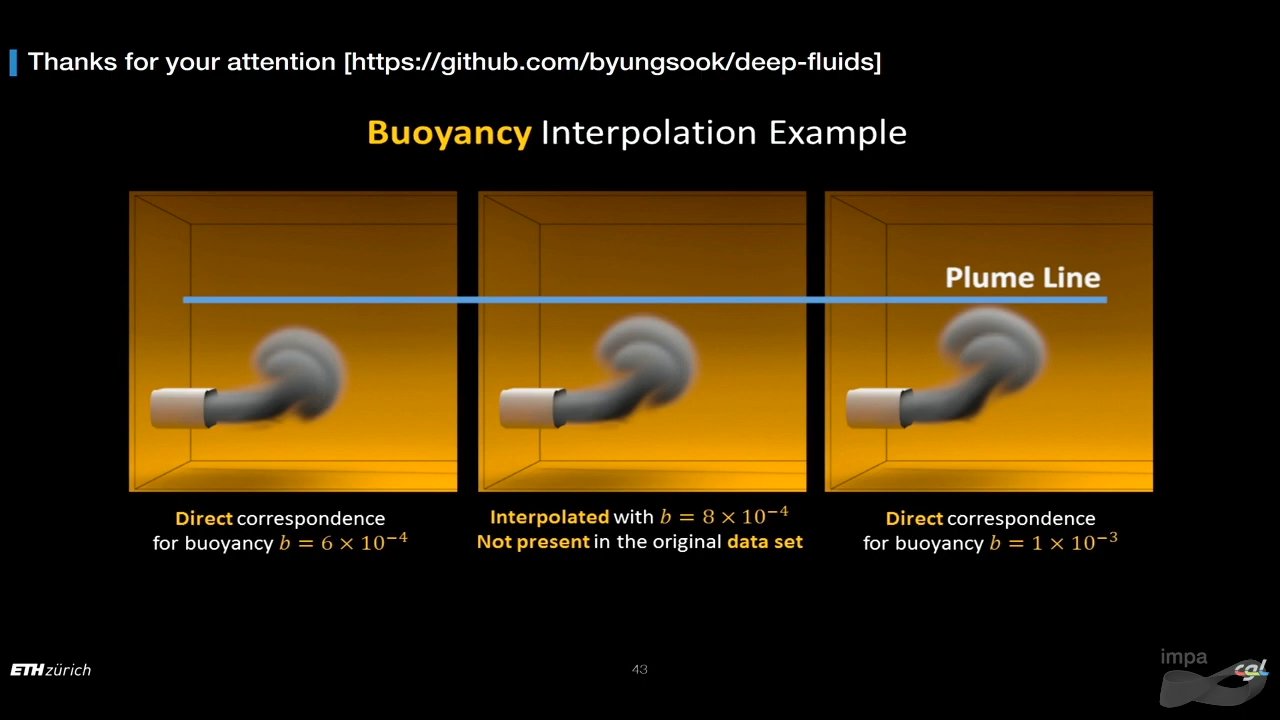 Thanks for your attention [https://github.com/byungsook/deep-fluids]
Buoyancy Interpolation Example
Plume Line
Direct correspondence
for buoyancy b = 6 × 10⁻⁴
Interpolated with b = 8 × 10⁻⁴
Not present in the original data set
Direct correspondence
for buoyancy b = 1 × 10⁻³
ETH zürich
43
impa
cgl